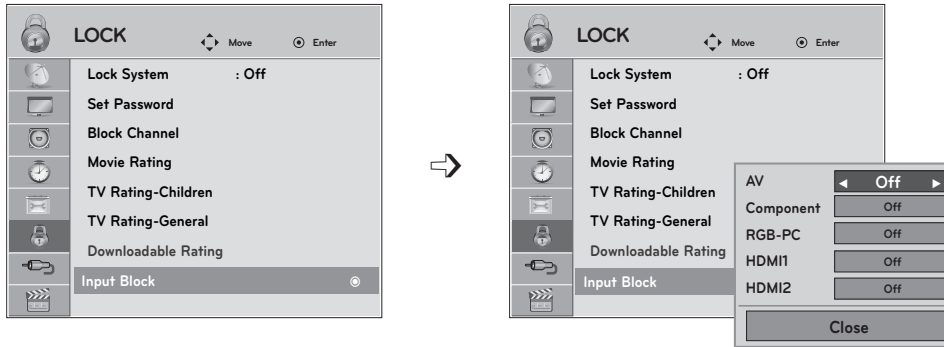 LOCK
Move
Enter
Lock System : Off
Set Password
Block Channel
Movie Rating
TV Rating-Children
TV Rating-General
Downloadable Rating
Input Block
LOCK
Move
Enter
Lock System : Off
Set Password
Block Channel
Movie Rating
TV Rating-Children
TV Rating-General
Downloadable Rating
Input Block
AV Off
Component Off
RGB-PC Off
HDMI1 Off
HDMI2 Off
Close